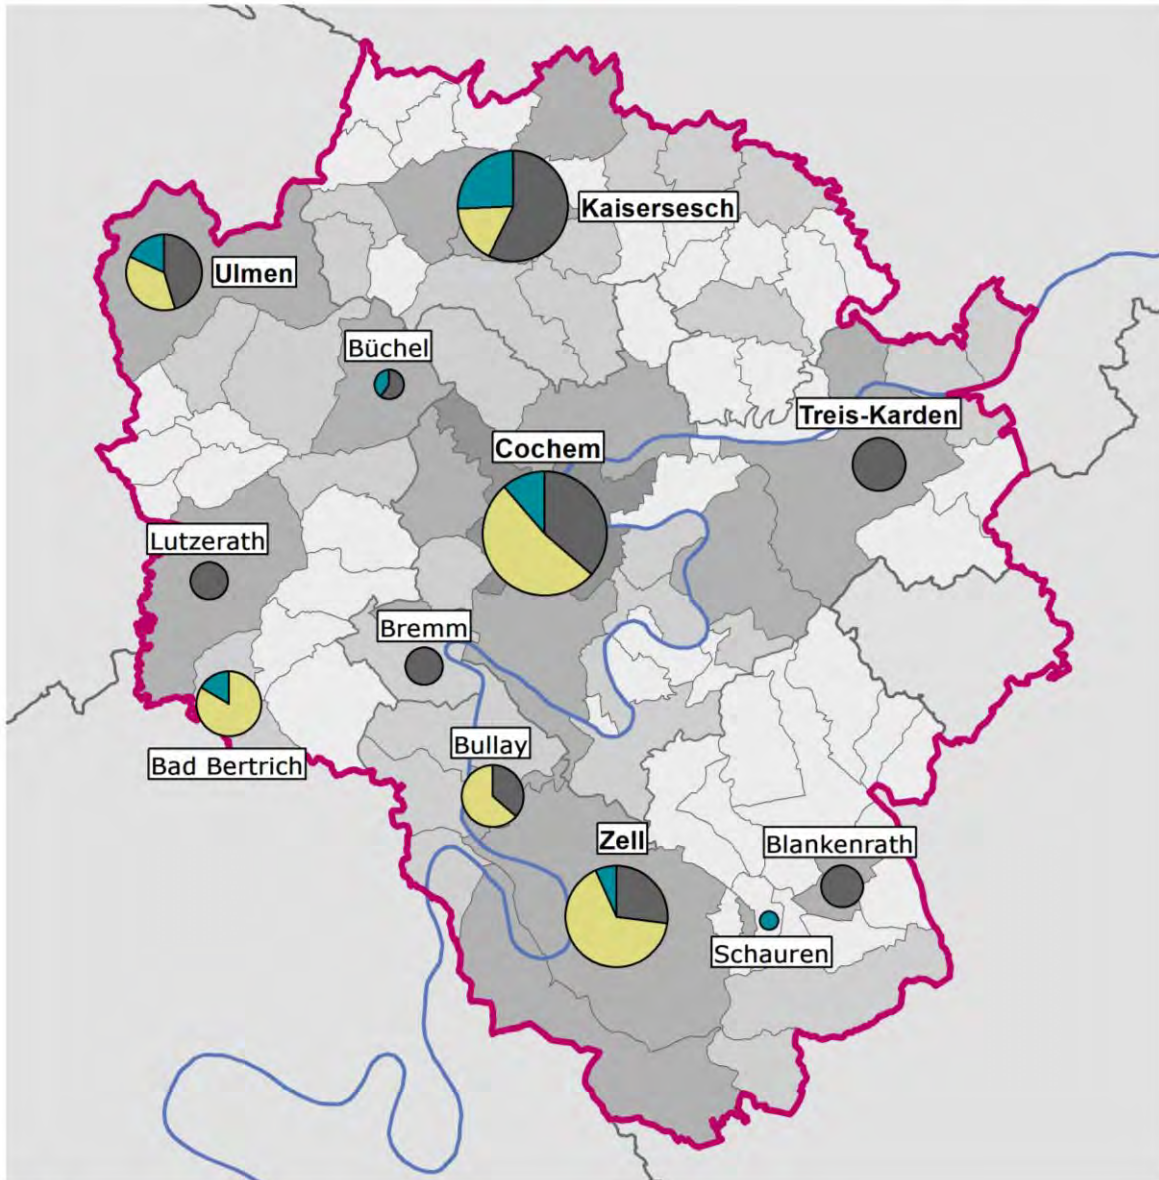 Kaisersesch
Ulmen
Büchel
Treis-Karden
Cochem
Lutzerath
Bremm
Bad Bertrich
Bullay
Zell
Blankenrath
Schauren